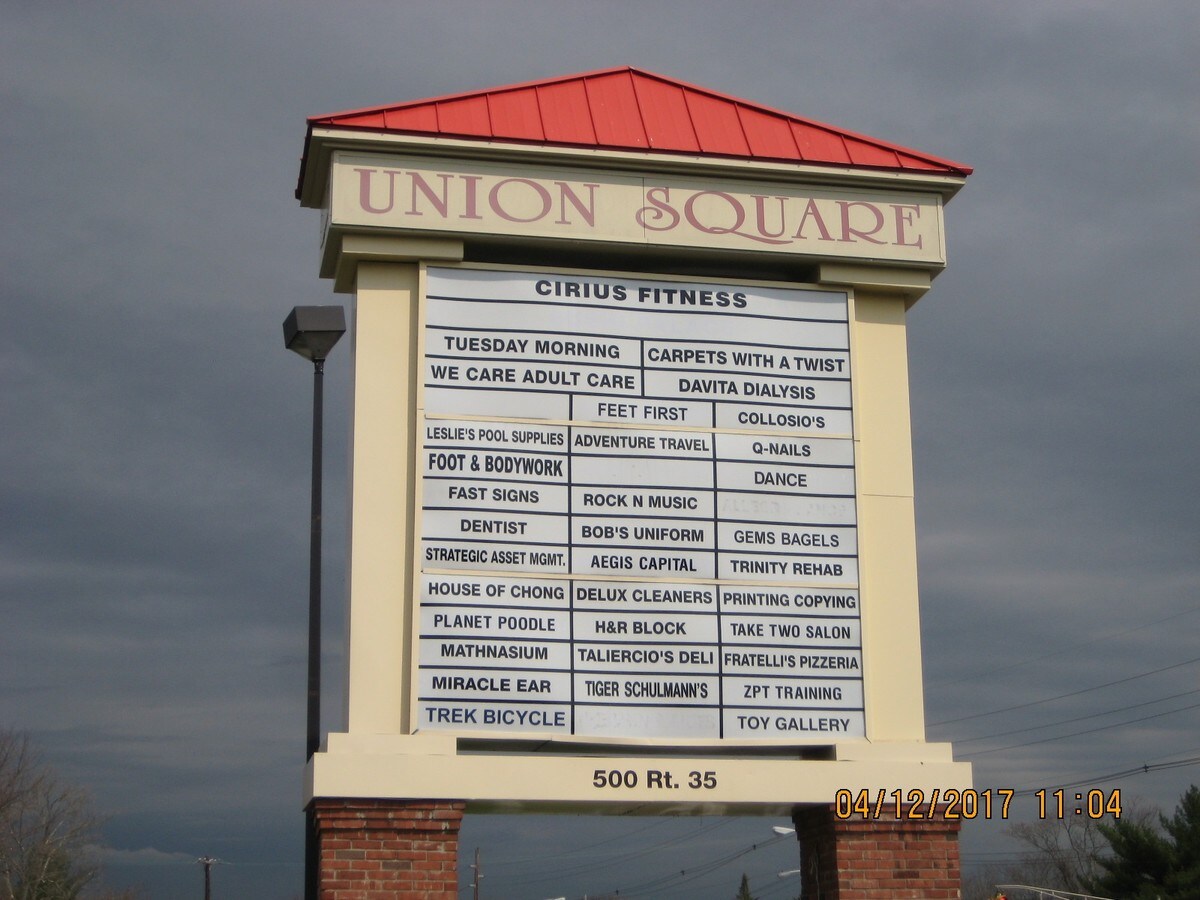 UNION SQUARE
CIRIUS FITNESS
TUESDAY MORNING CARPETS WITH A TWIST
WE CARE ADULT CARE DAVITA DIALYSIS
FEET FIRST COLLOSIO'S
LESLIE'S POOL SUPPLIES ADVENTURE TRAVEL Q-NAILS
FOOT & BODYWORK DANCE
FAST SIGNS ROCK N MUSIC
DENTIST BOB'S UNIFORM GEMS BAGELS
STRATEGIC ASSET MGMT. AEGIS CAPITAL TRINITY REHAB
HOUSE OF CHONG DELUX CLEANERS PRINTING COPYING
PLANET POODLE H&R BLOCK TAKE TWO SALON
MATHNASIUM TALIERCIO'S DELI FRATELLI'S PIZZERIA
MIRACLE EAR TIGER SCHULMANN'S ZPT TRAINING
TREK BICYCLE TOY GALLERY
500 Rt. 35
04/12/2017 11:04